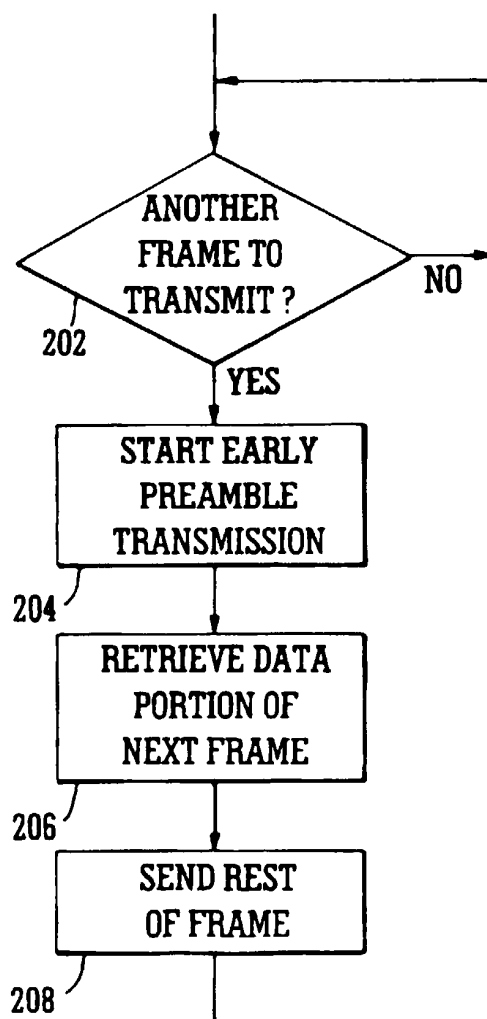 ANOTHER
FRAME TO
TRANSMIT ?
NO
202
YES
START EARLY
PREAMBLE
TRANSMISSION
204
RETRIEVE DATA
PORTION OF
NEXT FRAME
206
SEND REST
OF FRAME
208